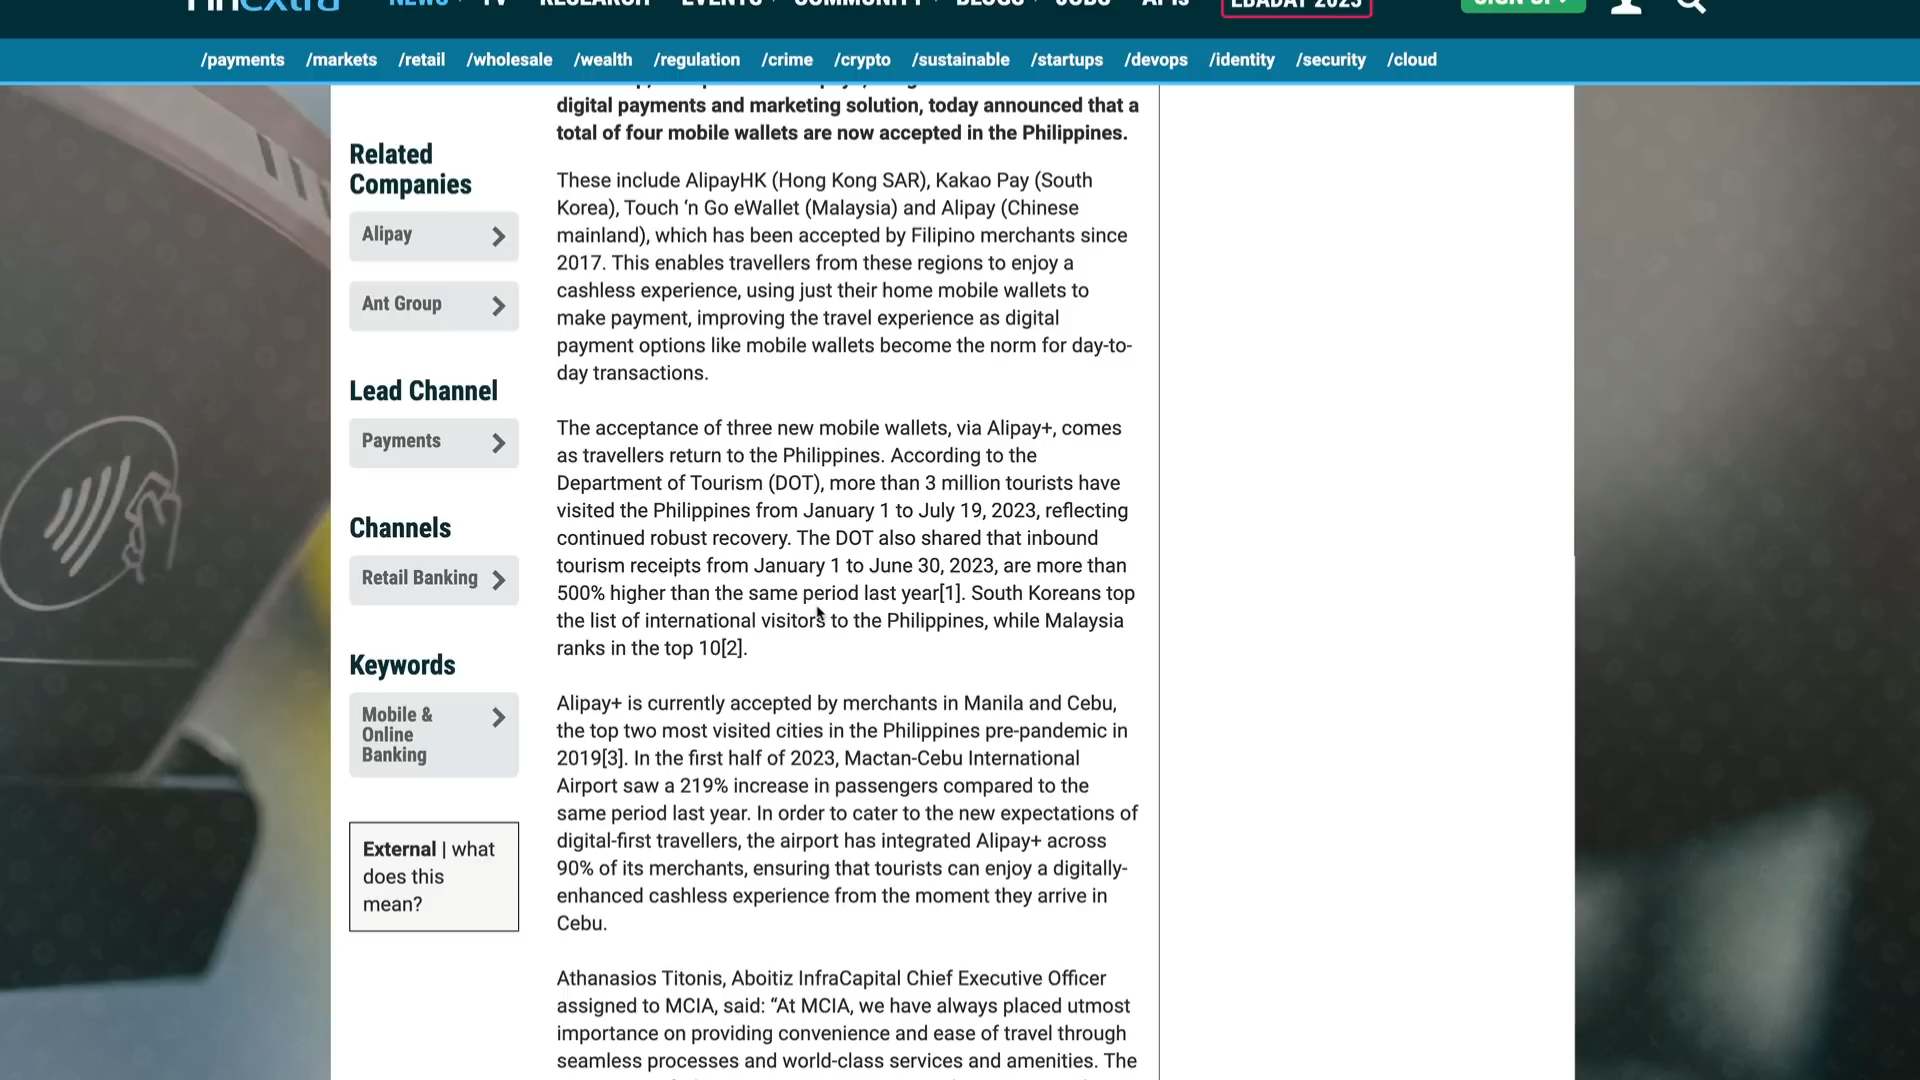 finextra
NEWS TV RESEARCH EVENTS COMMUNITY BLOGS JOBS APIs EBADAY 2023 SIGN UP
/payments /markets /retail /wholesale /wealth /regulation /crime /crypto /sustainable /startups /devops /identity /security /cloud
Related
Companies
Alipay
Ant Group
Lead Channel
Payments
Channels
Retail Banking
Keywords
Mobile &
Online
Banking
External | what
does this
mean?
digital payments and marketing solution, today announced that a
total of four mobile wallets are now accepted in the Philippines.
These include AlipayHK (Hong Kong SAR), Kakao Pay (South
Korea), Touch ‘n Go eWallet (Malaysia) and Alipay (Chinese
mainland), which has been accepted by Filipino merchants since
2017. This enables travellers from these regions to enjoy a
cashless experience, using just their home mobile wallets to
make payment, improving the travel experience as digital
payment options like mobile wallets become the norm for day-to-
day transactions.
The acceptance of three new mobile wallets, via Alipay+, comes
as travellers return to the Philippines. According to the
Department of Tourism (DOT), more than 3 million tourists have
visited the Philippines from January 1 to July 19, 2023, reflecting
continued robust recovery. The DOT also shared that inbound
tourism receipts from January 1 to June 30, 2023, are more than
500% higher than the same period last year[1]. South Koreans top
the list of international visitors to the Philippines, while Malaysia
ranks in the top 10[2].
Alipay+ is currently accepted by merchants in Manila and Cebu,
the top two most visited cities in the Philippines pre-pandemic in
2019[3]. In the first half of 2023, Mactan-Cebu International
Airport saw a 219% increase in passengers compared to the
same period last year. In order to cater to the new expectations of
digital-first travellers, the airport has integrated Alipay+ across
90% of its merchants, ensuring that tourists can enjoy a digitally-
enhanced cashless experience from the moment they arrive in
Cebu.
Athanasios Titonis, Aboitiz InfraCapital Chief Executive Officer
assigned to MCIA, said: “At MCIA, we have always placed utmost
importance on providing convenience and ease of travel through
seamless processes and world-class services and amenities. The